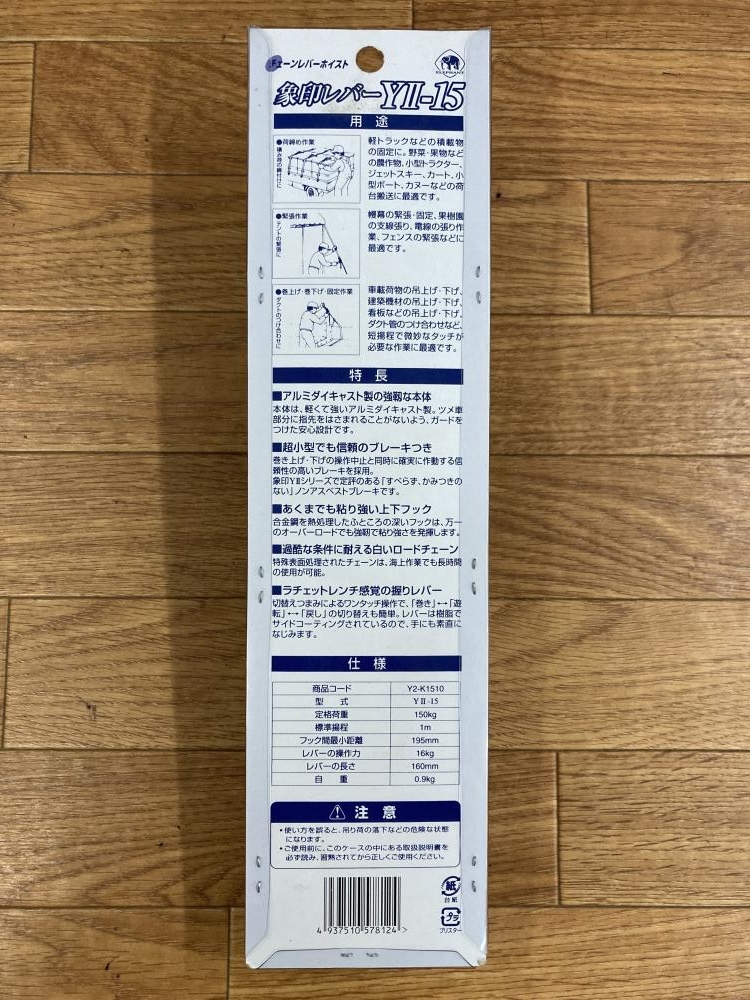 チェーンレバーホイスト
ELEPHANT
象印レバーYⅡ-15
用途
●荷締め作業
積み荷の締付けに
軽トラックなどの積載物
の固定に。野菜・果物など
の農作物、小型トラクター、
ジェットスキー、カート、小
型ボート、カヌーなどの荷
台搬送に最適です。
●緊張作業
テントの緊張に
幔幕の緊張・固定、果樹園
の支線張り、電線の張り作
業、フェンスの緊張などに
最適です。
●巻上げ・巻下げ・固定作業
ダクトのつけ合わせに
車載荷物の吊上げ・下げ、
建築機材の吊上げ・下げ、
看板などの吊上げ・下げ、
ダクト管のつけ合わせなど、
短揚程で微妙なタッチが
必要な作業に最適です。
特長
■アルミダイキャスト製の強靱な本体
本体は、軽くて強いアルミダイキャスト製。ツメ車
部分に指先をはさまれることがないよう、ガードを
つけた安心設計です。
■超小型でも信頼のブレーキつき
巻き上げ・下げの操作中止と同時に確実に作動する信
頼性の高いブレーキを採用。
象印YⅡシリーズで定評のある「すべらず、かみつきの
ない」ノンアスベストブレーキです。
■あくまでも粘り強い上下フック
合金鋼を熱処理したふところの深いフックは、万一
のオーバーロードでも強靱で粘り強さを発揮します。
■過酷な条件に耐える白いロードチェーン
特殊表面処理されたチェーンは、海上作業でも長時間
の使用が可能。
■ラチェットレンチ感覚の握りレバー
切替えつまみによるワンタッチ操作で、「巻き」↔「遊
転」↔「戻し」の切り替えも簡単。レバーは樹脂で
サイドコーティングされているので、手にも素直に
なじみます。
仕様
商品コード Y2-K1510
型式 YⅡ-15
定格荷重 150kg
標準揚程 1m
フック間最小距離 195mm
レバーの操作力 16kg
レバーの長さ 160mm
自重 0.9kg
⚠注意
・使い方を誤ると、吊り荷の落下などの危険な状態
になります。
・ご使用前に、このケースの中にある取扱説明書を
必ず読み、習熟されてから正しくご使用ください。
紙
台紙
プラ
ブリスター
4 937510 578124 >